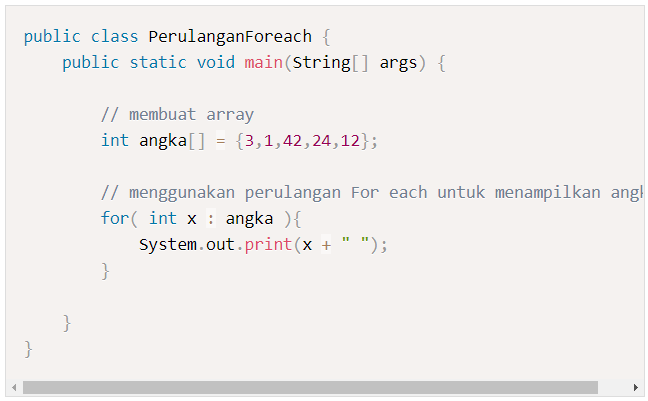 public class PerulanganForeach {
    public static void main(String[] args) {

        // membuat array
        int angka[] = {3,1,42,24,12};

        // menggunakan perulangan For each untuk menampilkan
        for( int x : angka ){
            System.out.print(x + " ");
        }

    }
}